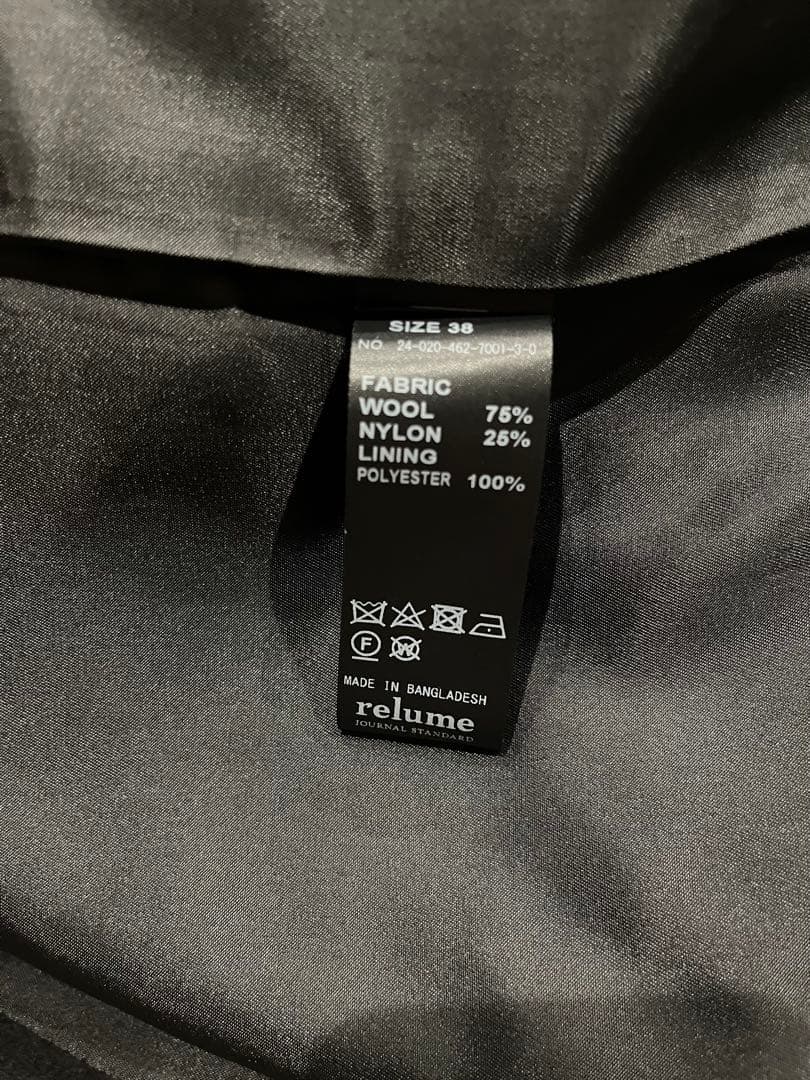 SIZE 38
NO 24-020-462-7001-3-0
FABRIC
WOOL 75%
NYLON 25%
LINING
POLYESTER 100%
F W
MADE IN BANGLADESH
relume
JOURNAL STANDARD